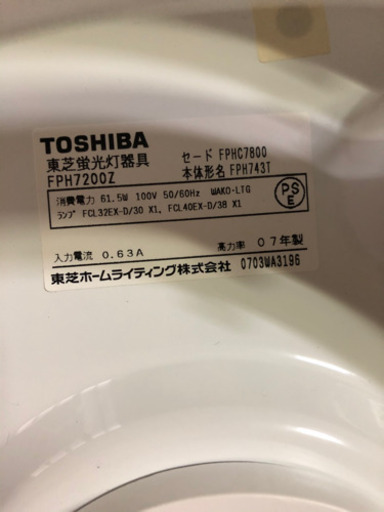 TOSHIBA
東芝蛍光灯器具 セード FPHC7800
FPH7200Z 本体形名 FPH743T
消費電力 61.5W 100V 50/60Hz WAKO-LTG
ランプ FCL32EX-D/30 X1, FCL40EX-D/38 X1
PS
E
入力電流 0.63A 高力率 07年製
東芝ホームライティング株式会社 0703WA3196